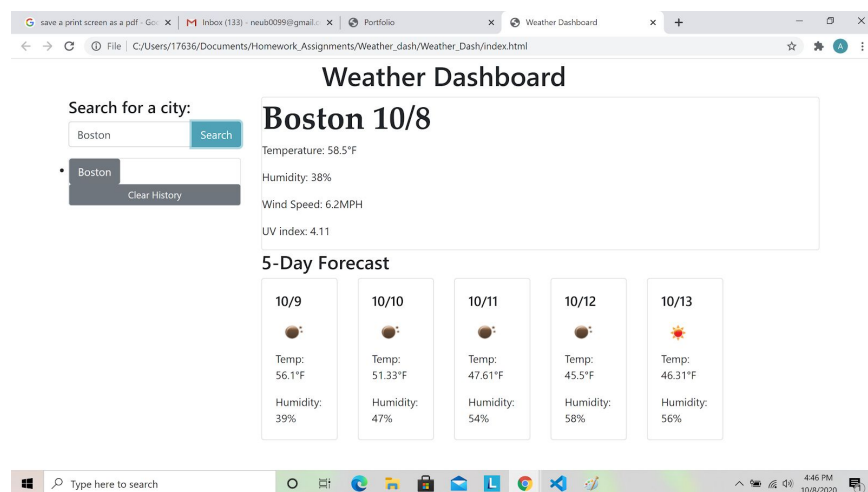 save a print screen as a pdf - Goo
Inbox (133) - neub0099@gmail.c
Portfolio
Weather Dashboard
File | C:/Users/17636/Documents/Homework_Assignments/Weather_dash/Weather_Dash/index.html
A
Weather Dashboard
Search for a city:
Boston
Search
Boston
Clear History
Boston 10/8
Temperature: 58.5°F
Humidity: 38%
Wind Speed: 6.2MPH
UV index: 4.11
5-Day Forecast
10/9
Temp:
56.1°F
Humidity:
39%
10/10
Temp:
51.33°F
Humidity:
47%
10/11
Temp:
47.61°F
Humidity:
54%
10/12
Temp:
45.5°F
Humidity:
58%
10/13
Temp:
46.31°F
Humidity:
56%
Type here to search
L
4:46 PM
10/8/2020